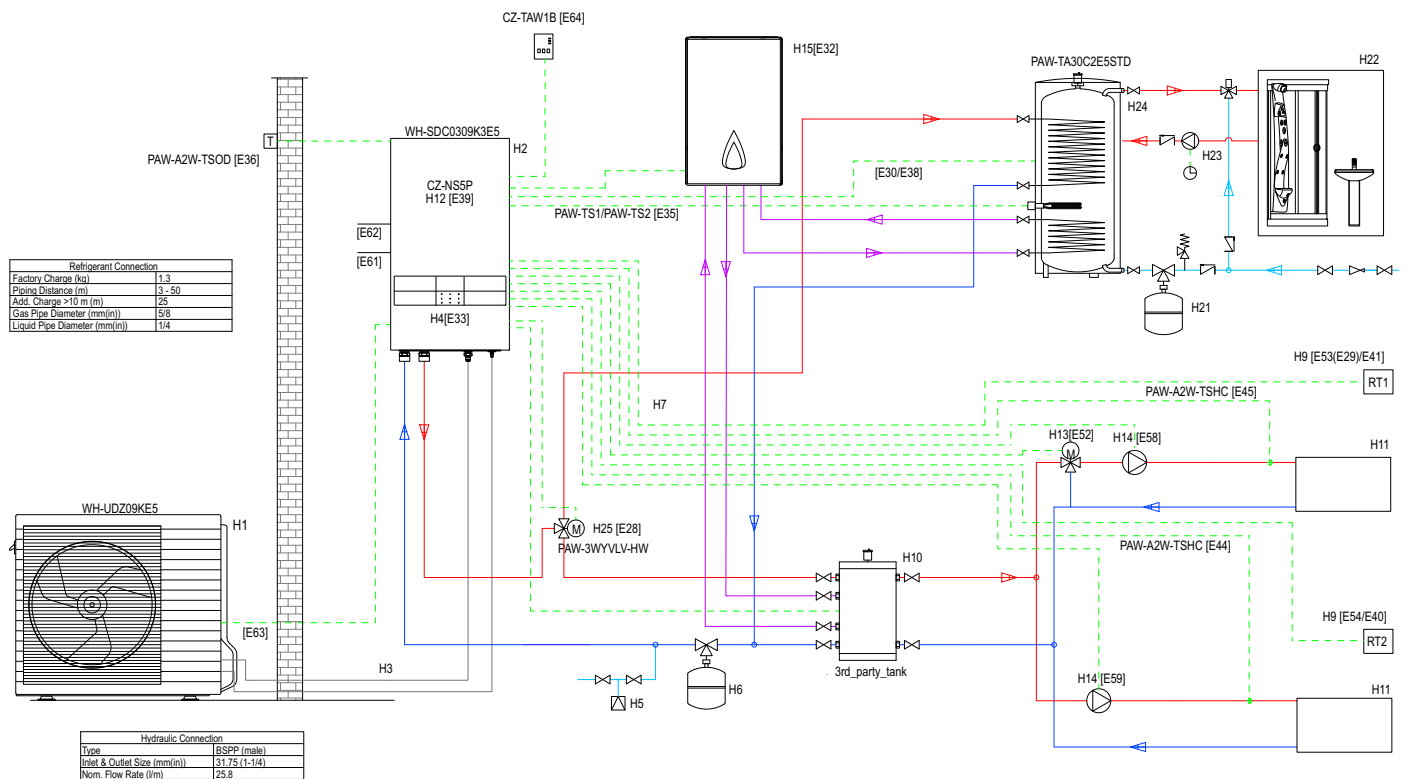 CZ-TAW1B [E64]
H15[E32]
PAW-TA30C2E5STD
H22
H24
WH-SDC0309K3E5
H2
T
PAW-A2W-TSOD [E36]
H23
[E30/E38]
CZ-NS5P
H12 [E39]
PAW-TS1/PAW-TS2 [E35]
[E62]
[E61]
Refrigerant Connection
Factory Charge (kg) 1.3
Piping Distance (m) 3 - 50
Add. Charge >10 m (m) 25
Gas Pipe Diameter (mm(in)) 5/8
Liquid Pipe Diameter (mm(in)) 1/4
H4[E33]
H21
H9 [E53(E29)/E41]
RT1
PAW-A2W-TSHC [E45]
H7
H13[E52]
H14 [E58]
M
H11
WH-UDZ09KE5
H1
M
H25 [E28]
PAW-3WYVLV-HW
PAW-A2W-TSHC [E44]
H10
H9 [E54/E40]
RT2
[E63]
H3
3rd_party_tank
H14 [E59]
H6
H5
H11
Hydraulic Connection
Type BSPP (male)
Inlet & Outlet Size (mm(in)) 31.75 (1-1/4)
Nom. Flow Rate (l/m) 25.8